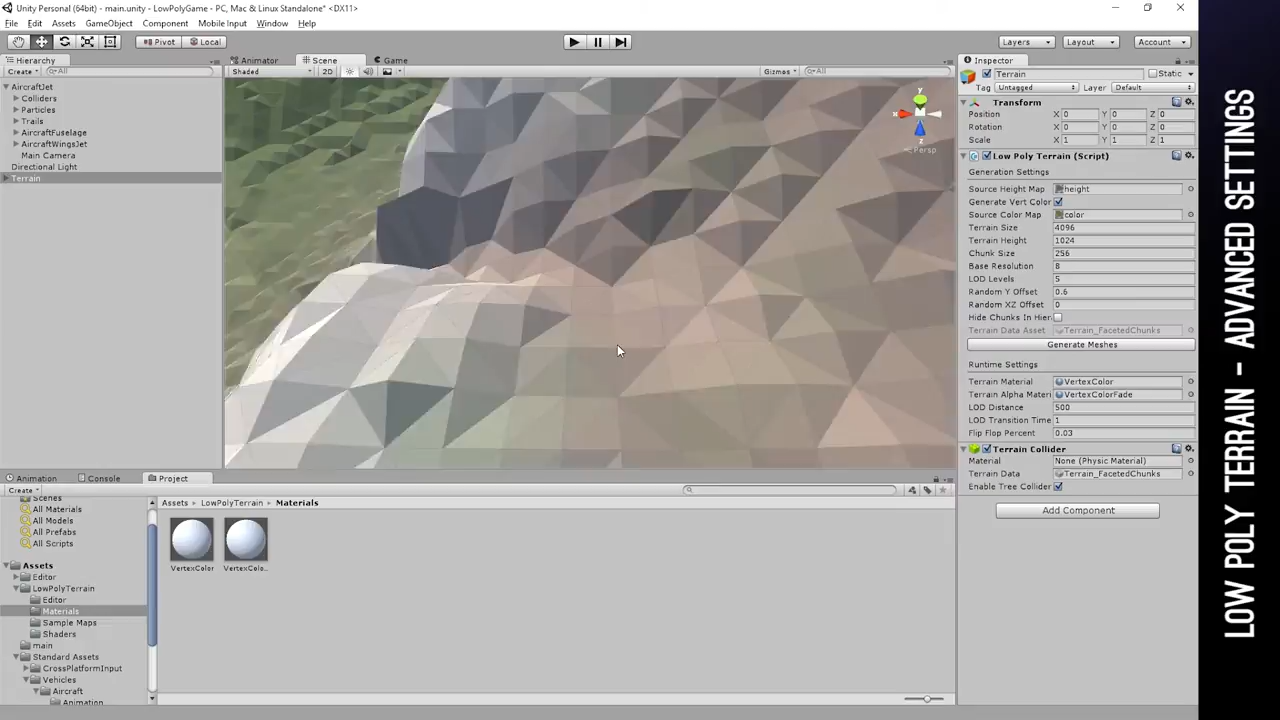 Unity Personal (64bit) - main.unity - LowPolyGame - PC, Mac & Linux Standalone* <DX11>
File Edit Assets GameObject Component Mobile Input Window Help
Pivot Local Layers Layout Account
Hierarchy
Create All
AircraftJet
Colliders
Particles
Trails
AircraftFuselage
AircraftWingsJet
Main Camera
Directional Light
Terrain
Animator Scene Game
Shaded 2D Gizmos All
y
x
z
Persp
Inspector
Terrain Static
Tag Untagged Layer Default
Transform
Position X 0 Y 0 Z 0
Rotation X 0 Y 0 Z 0
Scale X 1 Y 1 Z 1
Low Poly Terrain (Script)
Generation Settings
Source Height Map height
Generate Vert Color
Source Color Map color
Terrain Size 4096
Terrain Height 1024
Chunk Size 256
Base Resolution 8
LOD Levels 5
Random Y Offset 0.6
Random XZ Offset 0
Hide Chunks In Hier
Terrain Data Asset Terrain_FacetedChunks
Generate Meshes
Runtime Settings
Terrain Material VertexColor
Terrain Alpha Materi VertexColorFade
LOD Distance 500
LOD Transition Time 1
Flip Flop Percent 0.03
Terrain Collider
Material None (Physic Material)
Terrain Data Terrain_FacetedChunks
Enable Tree Collider
Add Component
Animation Console Project
Create
Scenes
All Materials
All Models
All Prefabs
All Scripts
Assets
Editor
LowPolyTerrain
Editor
Materials
Sample Maps
Shaders
main
Standard Assets
CrossPlatformInput
Vehicles
Aircraft
Animation
Assets LowPolyTerrain Materials
VertexColor VertexColo...
LOW POLY TERRAIN - ADVANCED SETTINGS